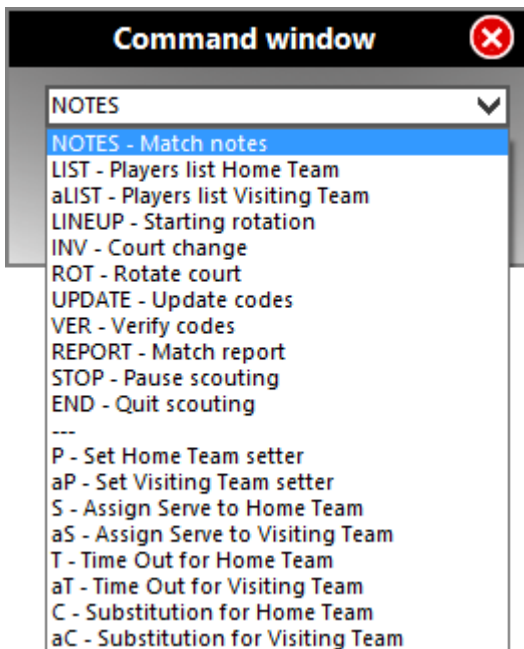 Command window
NOTES
NOTES - Match notes
LIST - Players list Home Team
aLIST - Players list Visiting Team
LINEUP - Starting rotation
INV - Court change
ROT - Rotate court
UPDATE - Update codes
VER - Verify codes
REPORT - Match report
STOP - Pause scouting
END - Quit scouting
---
P - Set Home Team setter
aP - Set Visiting Team setter
S - Assign Serve to Home Team
aS - Assign Serve to Visiting Team
T - Time Out for Home Team
aT - Time Out for Visiting Team
C - Substitution for Home Team
aC - Substitution for Visiting Team